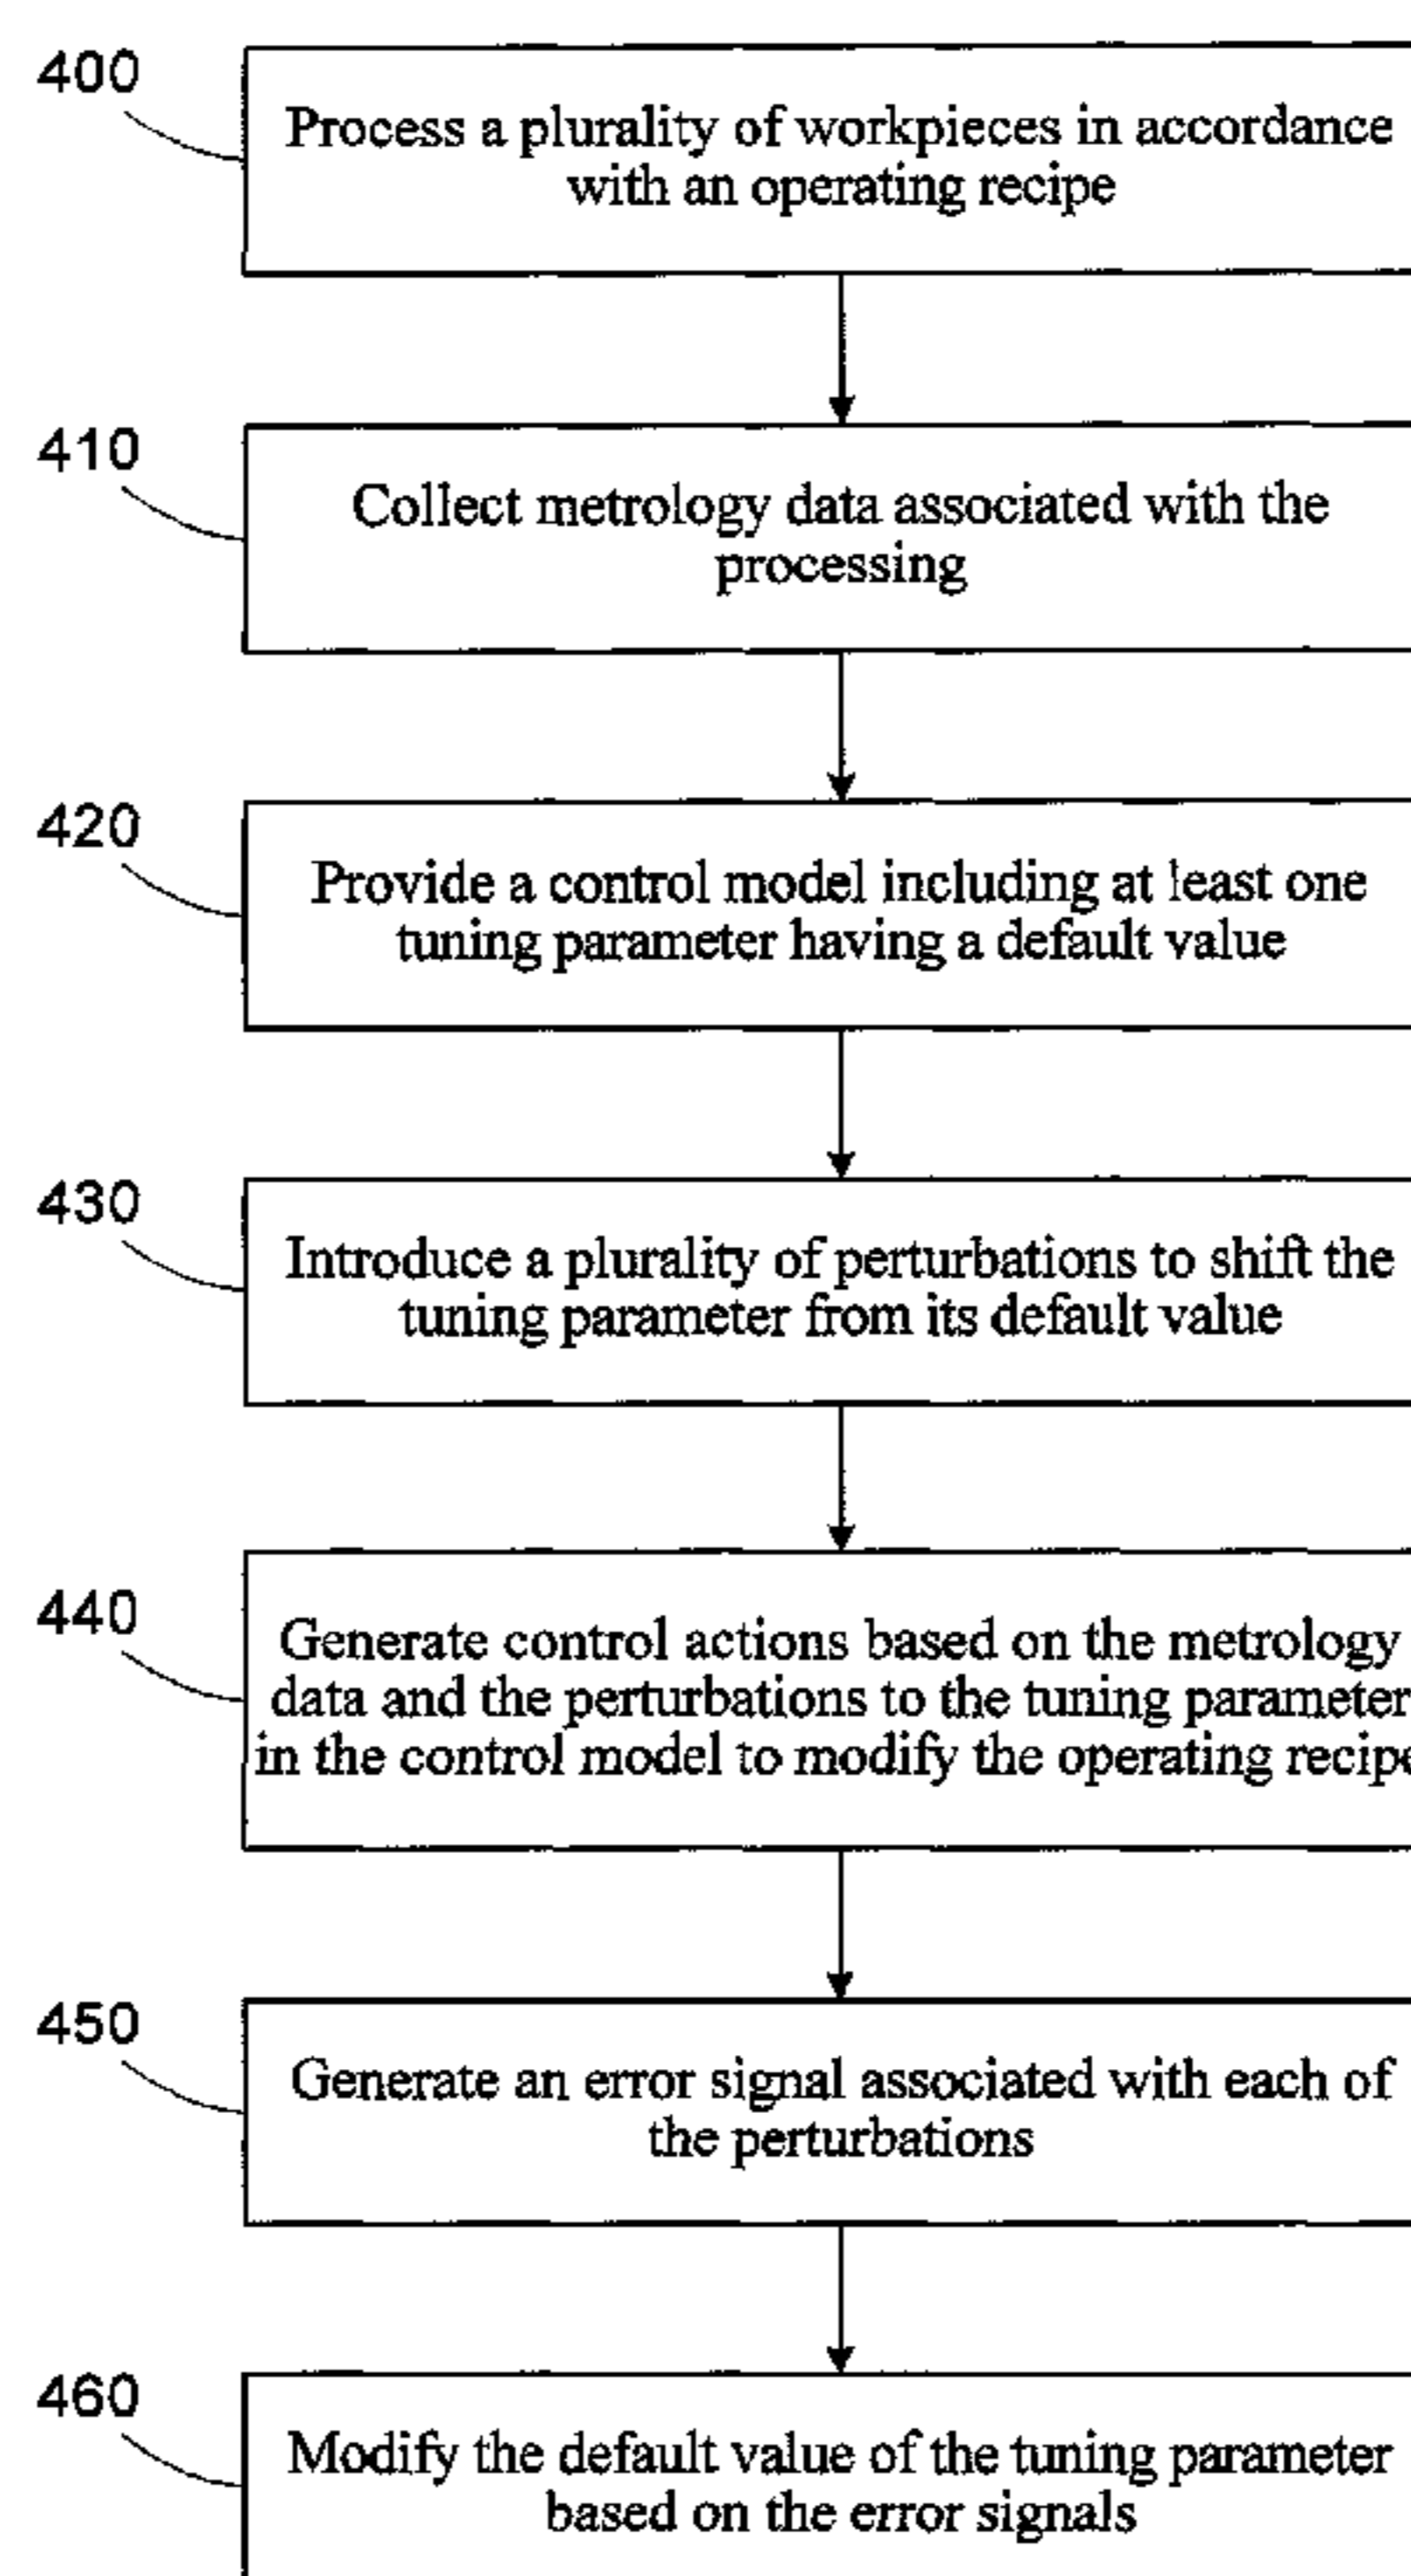 400
Process a plurality of workpieces in accordance
with an operating recipe
410
Collect metrology data associated with the
processing
420
Provide a control model including at least one
tuning parameter having a default value
430
Introduce a plurality of perturbations to shift the
tuning parameter from its default value
440
Generate control actions based on the metrology
data and the perturbations to the tuning parameter
in the control model to modify the operating recipe
450
Generate an error signal associated with each of
the perturbations
460
Modify the default value of the tuning parameter
based on the error signals